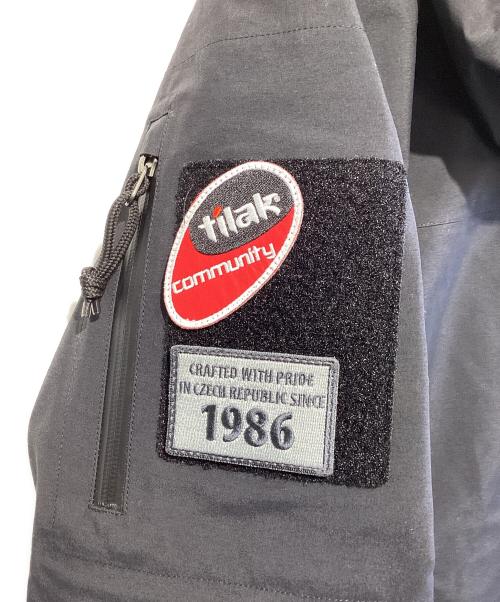 tilak
community
CRAFTED WITH PRIDE
IN CZECH REPUBLIC SINCE
1986